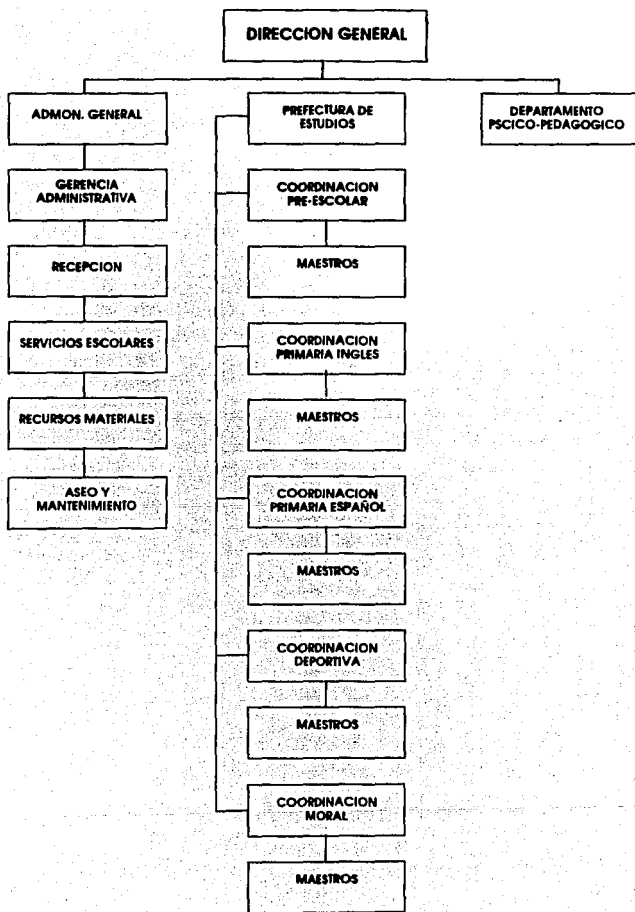 DIRECCION GENERAL
ADMON. GENERAL
GERENCIA
ADMINISTRATIVA
RECEPCION
SERVICIOS ESCOLARES
RECURSOS MATERIALES
ASEO Y
MANTENIMIENTO
PREFECTURA DE
ESTUDIOS
COORDINACION
PRE-ESCOLAR
MAESTROS
COORDINACION
PRIMARIA INGLES
MAESTROS
COORDINACION
PRIMARIA ESPAÑOL
MAESTROS
COORDINACION
DEPORTIVA
MAESTROS
COORDINACION
MORAL
MAESTROS
DEPARTAMENTO
PSCICO-PEDAGOGICO